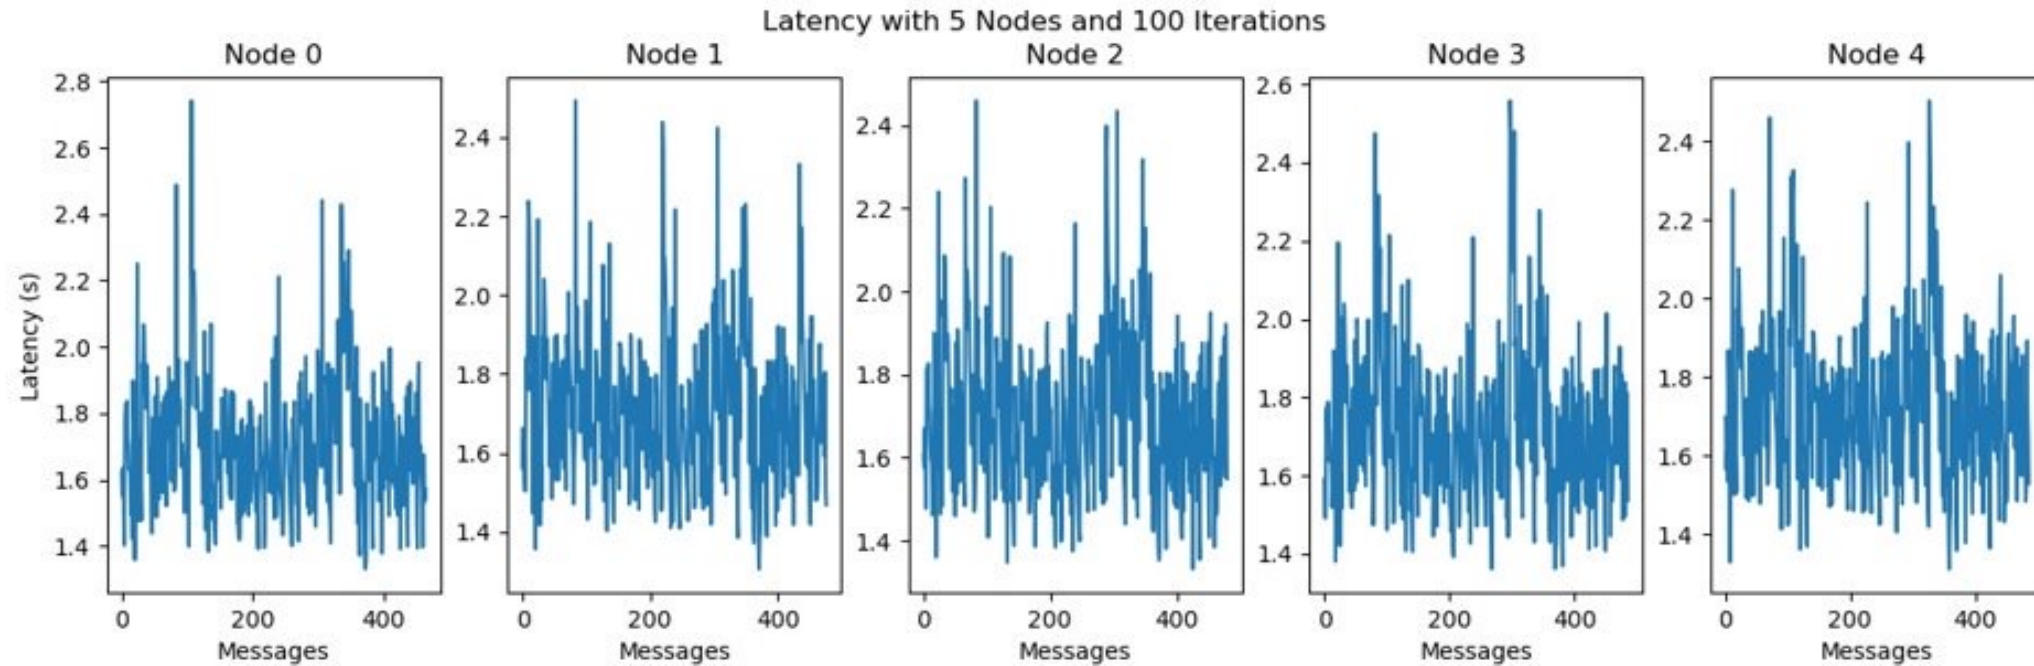 Latency with 5 Nodes and 100 Iterations
Node 0
Node 1
Node 2
Node 3
Node 4
Latency (s)
2.8
2.6
2.4
2.2
2.0
1.8
1.6
1.4
0 200 400
Messages
2.4
2.2
2.0
1.8
1.6
1.4
0 200 400
Messages
2.4
2.2
2.0
1.8
1.6
1.4
0 200 400
Messages
2.6
2.4
2.2
2.0
1.8
1.6
1.4
0 200 400
Messages
2.4
2.2
2.0
1.8
1.6
1.4
0 200 400
Messages